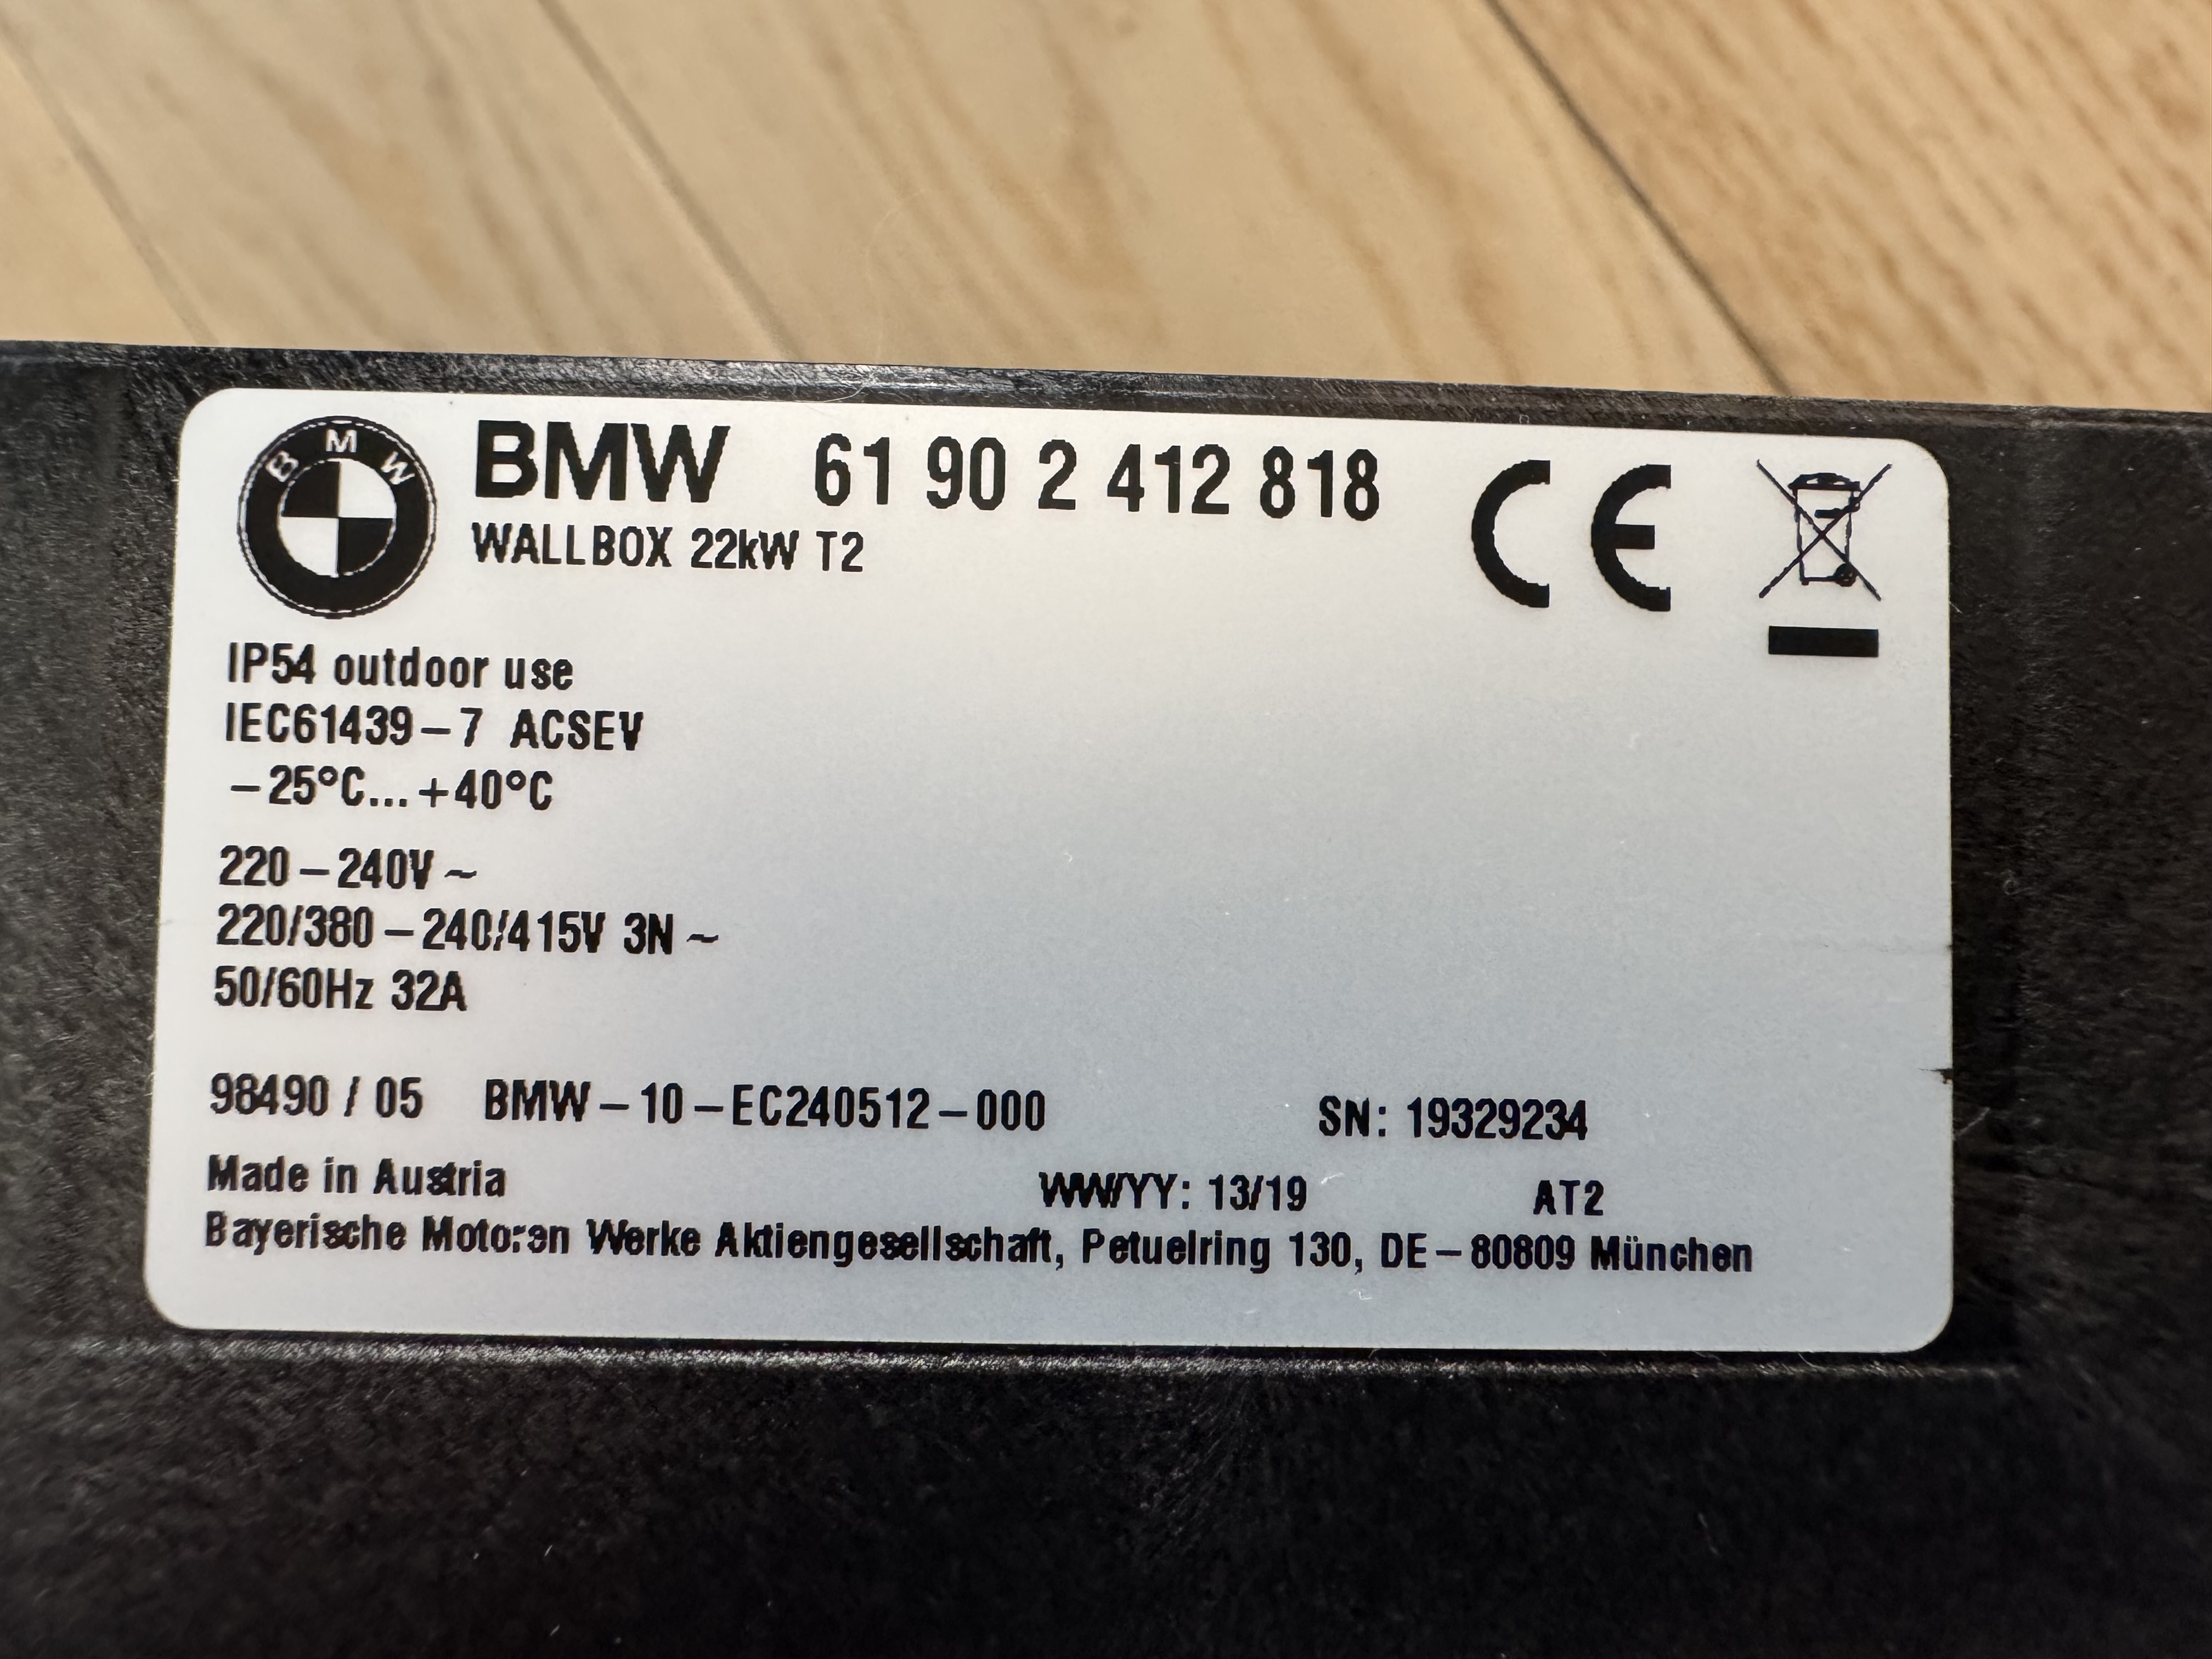 BMW
BMW 61 90 2 412 818 CE
WALLBOX 22kW T2
IP54 outdoor use
IEC61439-7 ACSEV
-25°C...+40°C
220-240V~
220/380-240/415V 3N~
50/60Hz 32A
98490 / 05 BMW-10-EC240512-000 SN: 19329234
Made in Austria WW/YY: 13/19 AT2
Bayerische Motoren Werke Aktiengesellschaft, Petuelring 130, DE-80809 München